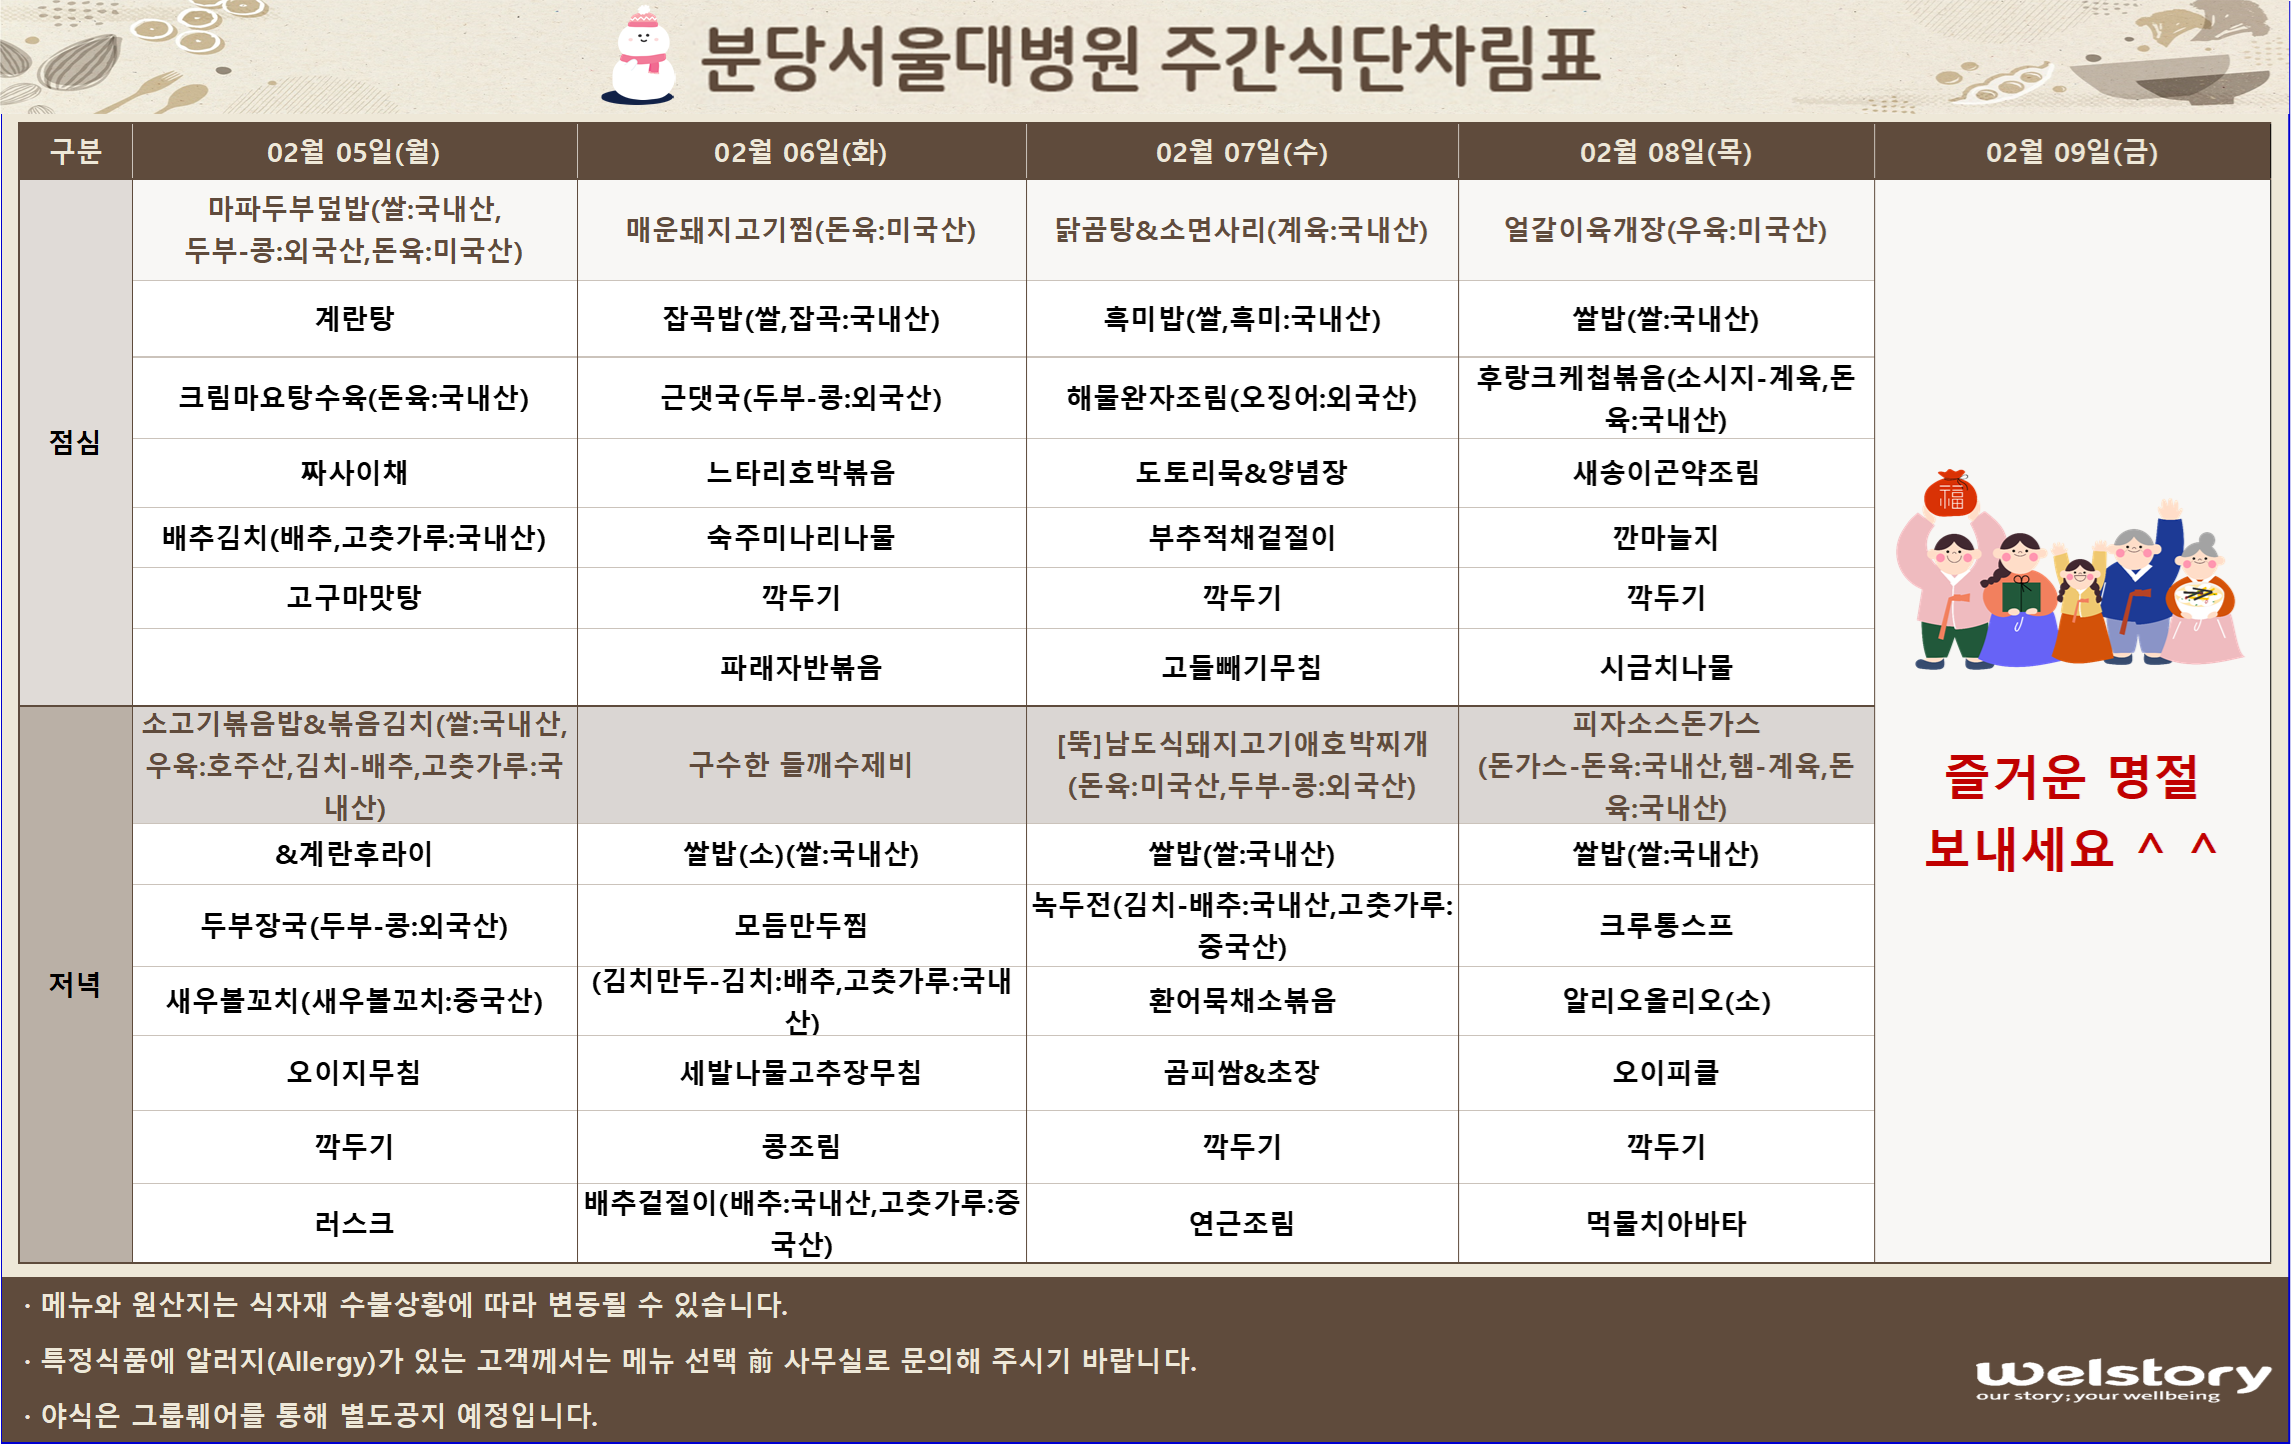 분당서울대병원 주간식단차림표
구분
02월 05일(월)
02월 06일(화)
02월 07일(수)
02월 08일(목)
02월 09일(금)
점심
마파두부덮밥(쌀:국내산,
두부-콩:외국산,돈육:미국산)
매운돼지고기찜(돈육:미국산)
닭곰탕&소면사리(계육:국내산)
얼갈이육개장(우육:미국산)
계란탕
잡곡밥(쌀,잡곡:국내산)
흑미밥(쌀,흑미:국내산)
쌀밥(쌀:국내산)
크림마요탕수육(돈육:국내산)
근댓국(두부-콩:외국산)
해물완자조림(오징어:외국산)
후랑크케첩볶음(소시지-계육,돈
육:국내산)
짜사이채
느타리호박볶음
도토리묵&양념장
새송이곤약조림
배추김치(배추,고춧가루:국내산)
숙주미나리나물
부추적채겉절이
깐마늘지
고구마맛탕
깍두기
깍두기
깍두기
파래자반볶음
고들빼기무침
시금치나물
福
즐거운 명절
보내세요 ^ ^
저녁
소고기볶음밥&볶음김치(쌀:국내산,
우육:호주산,김치-배추,고춧가루:국
내산)
구수한 들깨수제비
[뚝]남도식돼지고기애호박찌개
(돈육:미국산,두부-콩:외국산)
피자소스돈가스
(돈가스-돈육:국내산,햄-계육,돈
육:국내산)
&계란후라이
쌀밥(소)(쌀:국내산)
쌀밥(쌀:국내산)
쌀밥(쌀:국내산)
두부장국(두부-콩:외국산)
모듬만두찜
녹두전(김치-배추:국내산,고춧가루:
중국산)
크루통스프
새우볼꼬치(새우볼꼬치:중국산)
(김치만두-김치:배추,고춧가루:국내
산)
환어묵채소볶음
알리오올리오(소)
오이지무침
세발나물고추장무침
곰피쌈&초장
오이피클
깍두기
콩조림
깍두기
깍두기
러스크
배추겉절이(배추:국내산,고춧가루:중
국산)
연근조림
먹물치아바타
· 메뉴와 원산지는 식자재 수불상황에 따라 변동될 수 있습니다.
· 특정식품에 알러지(Allergy)가 있는 고객께서는 메뉴 선택 前 사무실로 문의해 주시기 바랍니다.
· 야식은 그룹퉤어를 통해 별도공지 예정입니다.
welstory
our story; your wellbeing